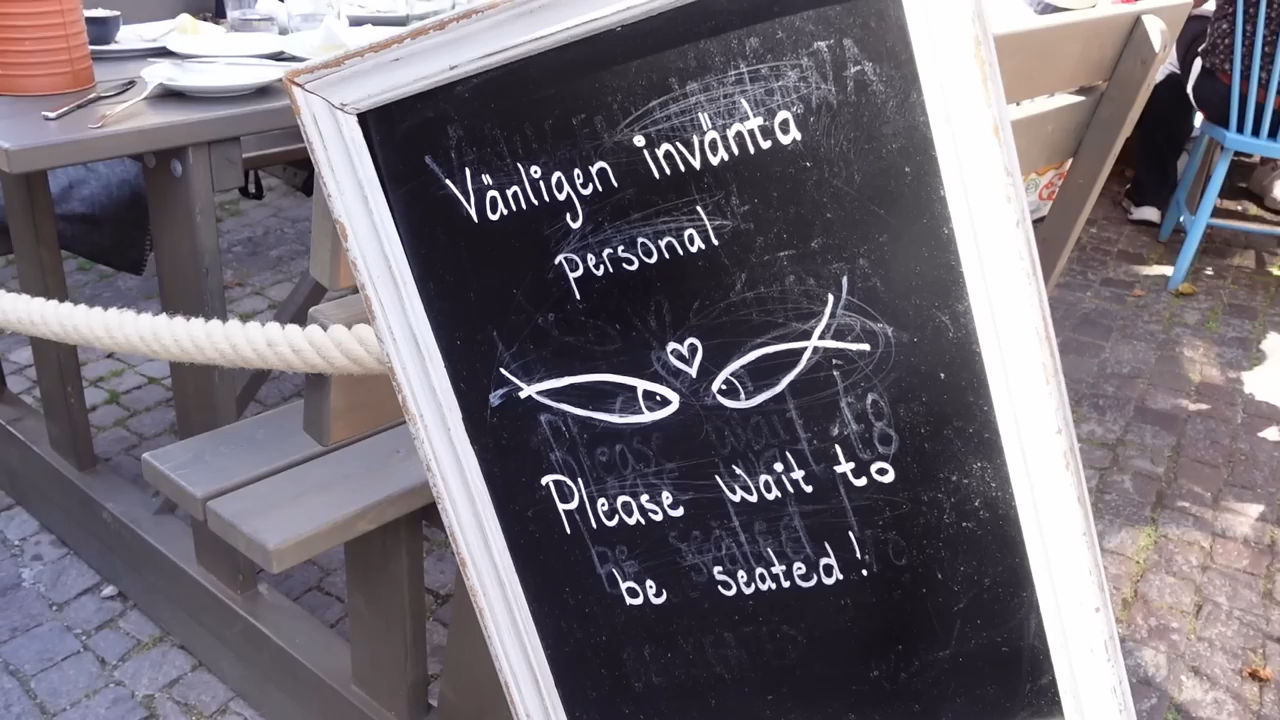 Vänligen invänta
personal
Please wait to
be seated!